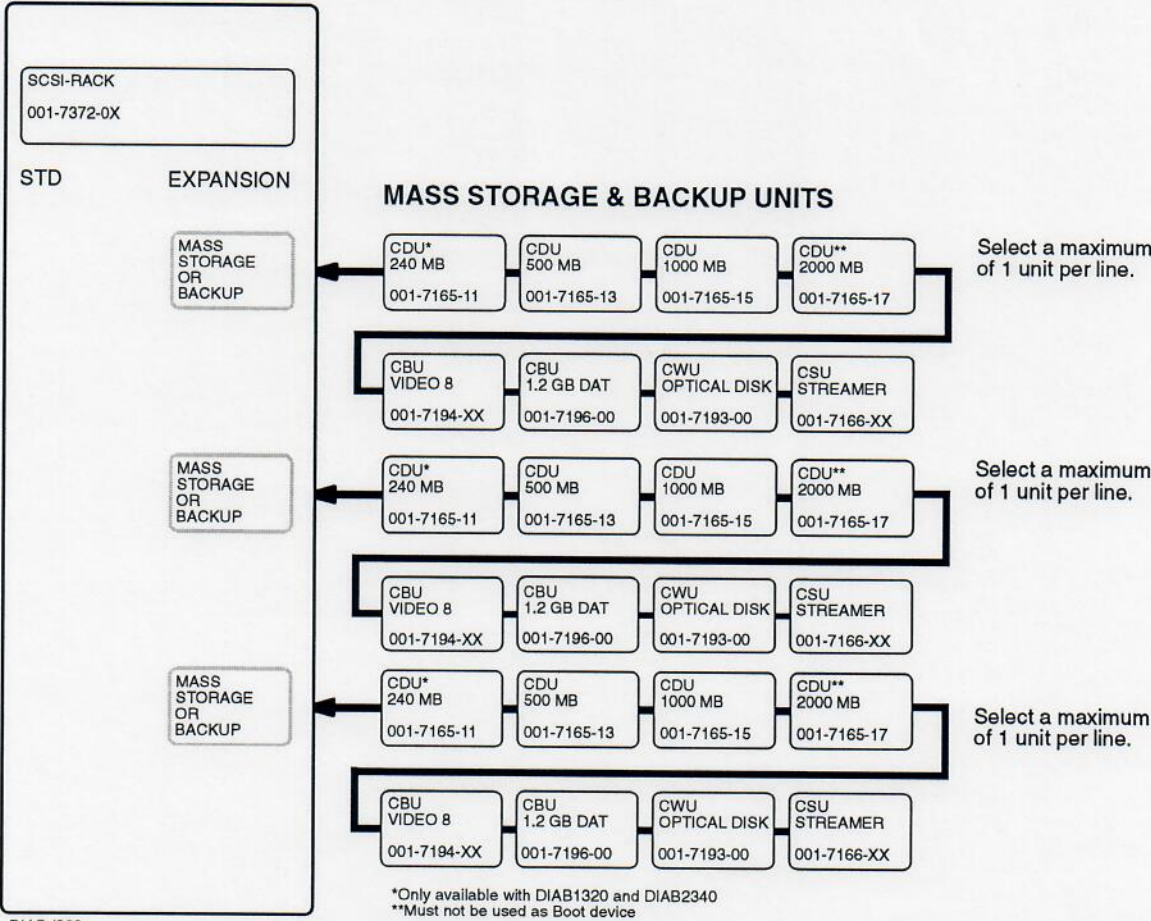 SCSI-RACK
001-7372-0X
STD
EXPANSION
MASS STORAGE & BACKUP UNITS
MASS
STORAGE
OR
BACKUP
CDU*
240 MB
001-7165-11
CDU
500 MB
001-7165-13
CDU
1000 MB
001-7165-15
CDU**
2000 MB
001-7165-17
Select a maximum
of 1 unit per line.
CBU
VIDEO 8
001-7194-XX
CBU
1.2 GB DAT
001-7196-00
CWU
OPTICAL DISK
001-7193-00
CSU
STREAMER
001-7166-XX
MASS
STORAGE
OR
BACKUP
CDU*
240 MB
001-7165-11
CDU
500 MB
001-7165-13
CDU
1000 MB
001-7165-15
CDU**
2000 MB
001-7165-17
Select a maximum
of 1 unit per line.
CBU
VIDEO 8
001-7194-XX
CBU
1.2 GB DAT
001-7196-00
CWU
OPTICAL DISK
001-7193-00
CSU
STREAMER
001-7166-XX
MASS
STORAGE
OR
BACKUP
CDU*
240 MB
001-7165-11
CDU
500 MB
001-7165-13
CDU
1000 MB
001-7165-15
CDU**
2000 MB
001-7165-17
Select a maximum
of 1 unit per line.
CBU
VIDEO 8
001-7194-XX
CBU
1.2 GB DAT
001-7196-00
CWU
OPTICAL DISK
001-7193-00
CSU
STREAMER
001-7166-XX
*Only available with DIAB1320 and DIAB2340
**Must not be used as Boot device